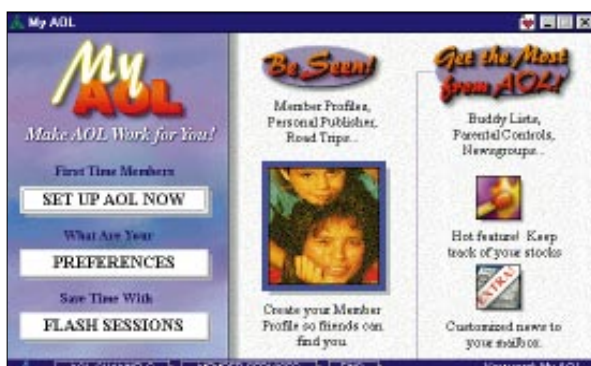 My AOL
My
AOL
Make AOL Work for You!
First Time Members
SET UP AOL NOW
What Are Your
PREFERENCES
Save Time With
FLASH SESSIONS
Be Seen!
Member Profiles,
Personal Publisher,
Road Trips...
Create your Member
Profile so friends can
find you.
Get the Most
from AOL!
Buddy Lists,
Parental Controls,
Newsgroups...
Hot feature! Keep
track of your stocks
EXTRA!
Customized news to
your mailbox.
Keyword: My AOL